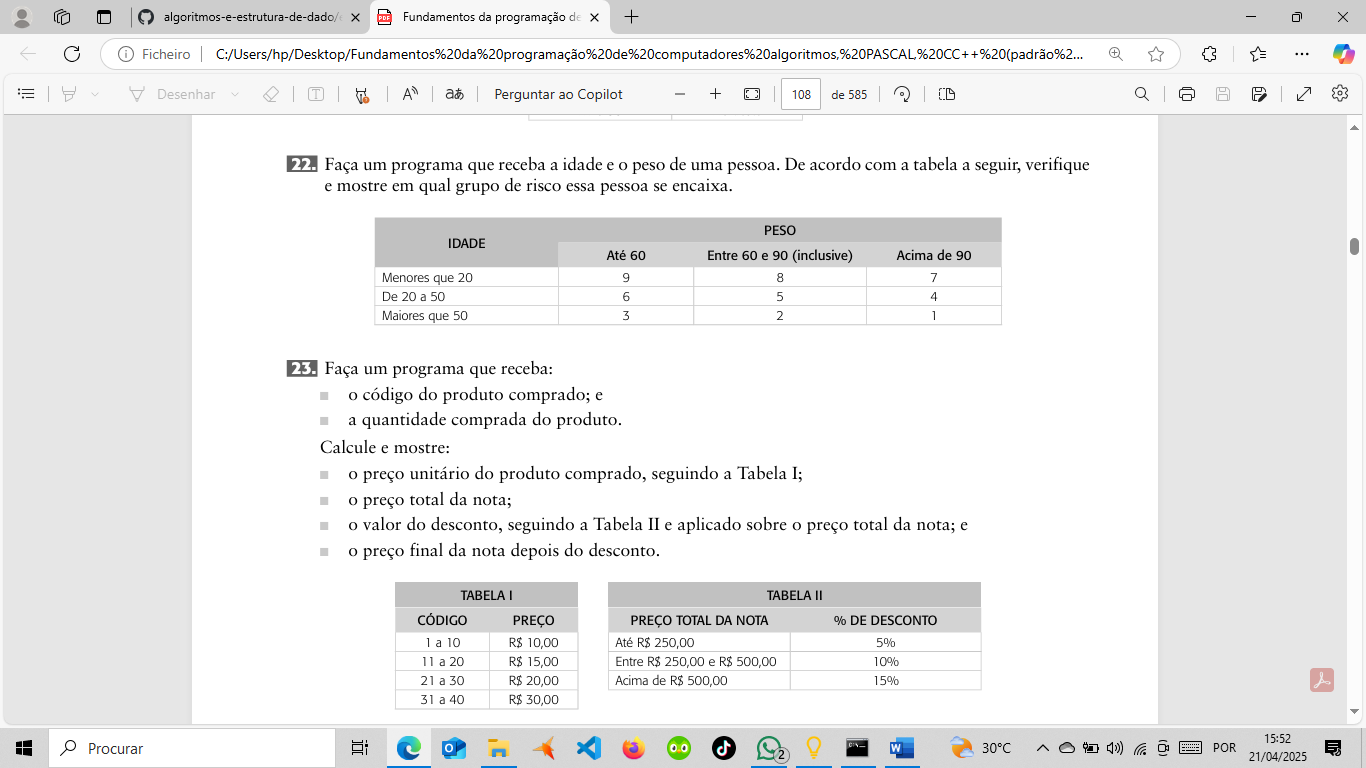 algoritmos-e-estrutura-de-dado/
Fundamentos da programação de
Ficheiro
C:/Users/hp/Desktop/Fundamentos%20da%20programação%20de%20computadores%20algoritmos,%20PASCAL,%20CC++%20(padrão%2...
Desenhar
Perguntar ao Copilot
108
de 585
22. Faça um programa que receba a idade e o peso de uma pessoa. De acordo com a tabela a seguir, verifique
e mostre em qual grupo de risco essa pessoa se encaixa.
IDADE
PESO
Até 60 Entre 60 e 90 (inclusive) Acima de 90
Menores que 20 9 8 7
De 20 a 50 6 5 4
Maiores que 50 3 2 1
23. Faça um programa que receba:
o código do produto comprado; e
a quantidade comprada do produto.
Calcule e mostre:
o preço unitário do produto comprado, seguindo a Tabela I;
o preço total da nota;
o valor do desconto, seguindo a Tabela II e aplicado sobre o preço total da nota; e
o preço final da nota depois do desconto.
TABELA I
CÓDIGO PREÇO
1 a 10 R$ 10,00
11 a 20 R$ 15,00
21 a 30 R$ 20,00
31 a 40 R$ 30,00
TABELA II
PREÇO TOTAL DA NOTA % DE DESCONTO
Até R$ 250,00 5%
Entre R$ 250,00 e R$ 500,00 10%
Acima de R$ 500,00 15%
Procurar
2
30°C
POR
15:52
21/04/2025